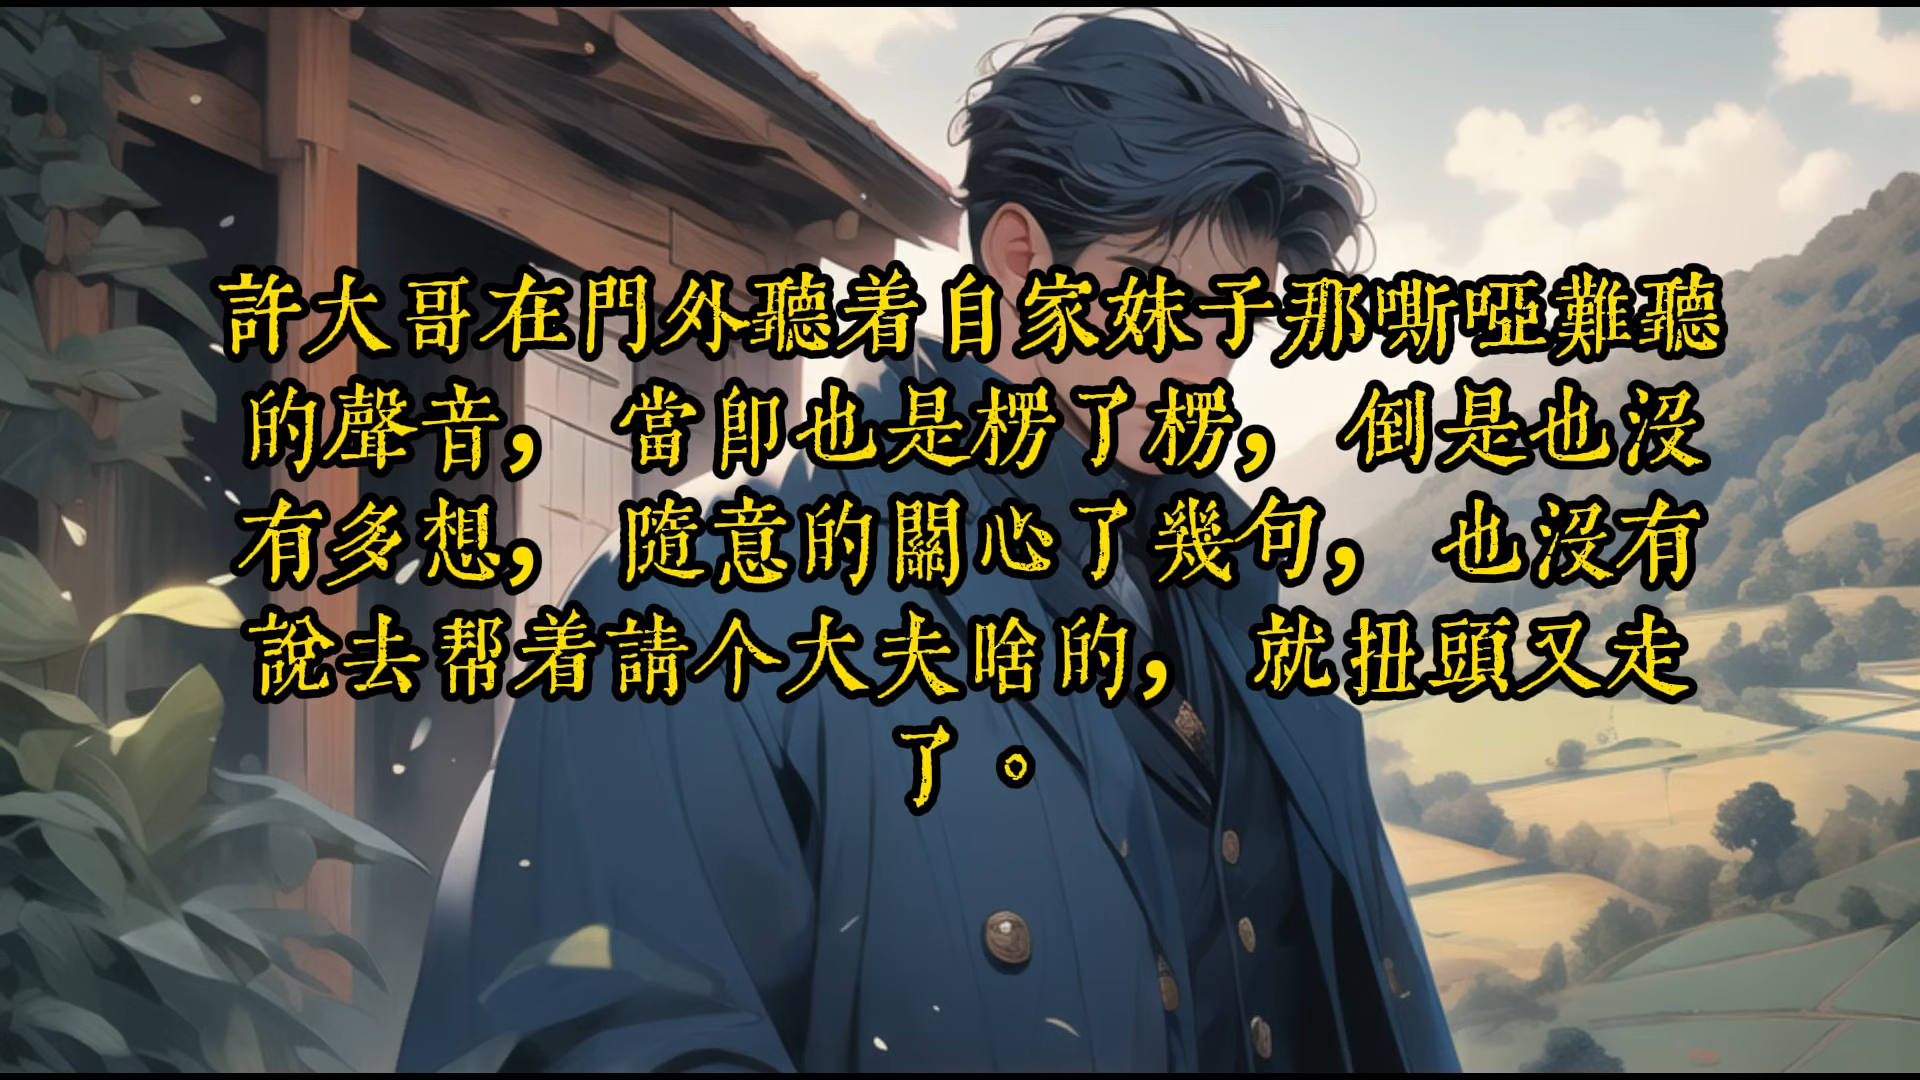 許大哥在門外聽着自家妹子那嘶啞難聽
的聲音，當卽也是楞了楞，倒是也沒
有多想，隨意的關心了幾句，也沒有
說去帮着請个大夫啥的，就扭頭又走
了。